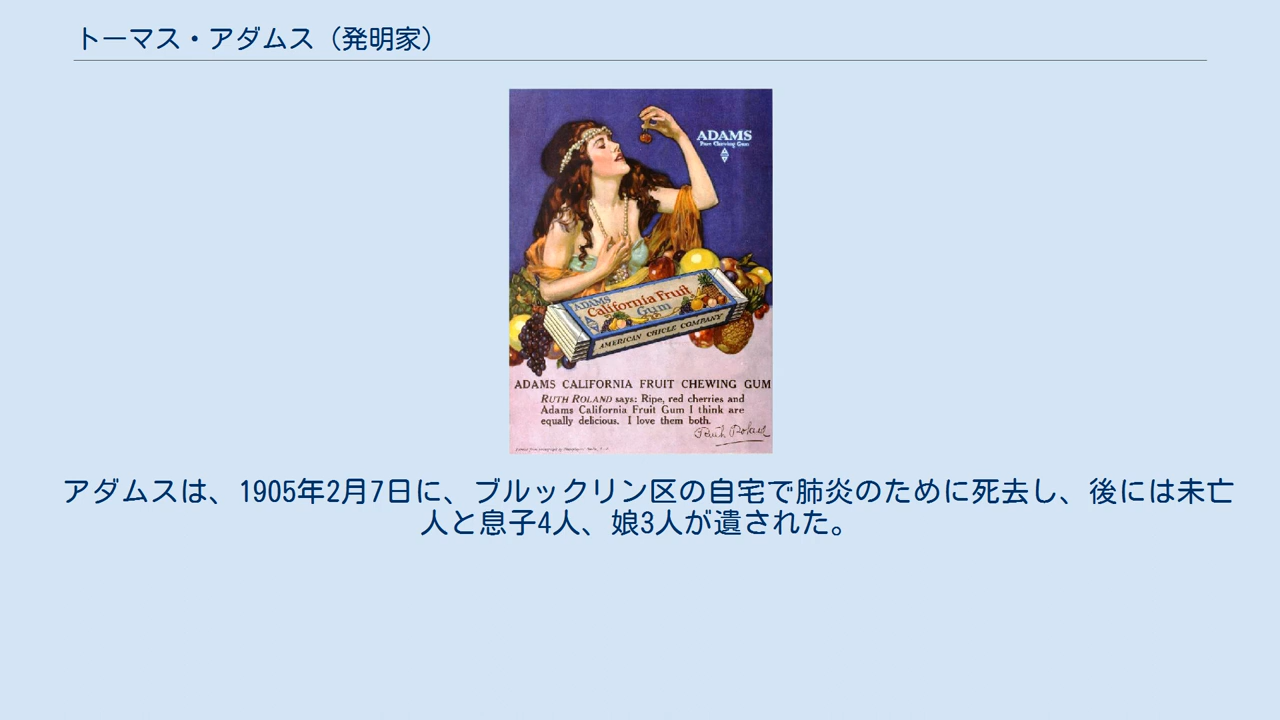 トーマス・アダムス（発明家）
ADAMS
Pure Chewing Gum
ADAMS
California Fruit
Gum
AMERICAN CHICLE COMPANY
ADAMS CALIFORNIA FRUIT CHEWING GUM
RUTH ROLAND says: Ripe, red cherries and
Adams California Fruit Gum I think are
equally delicious. I love them both.
Ruth Roland
アダムスは、1905年2月7日に、ブルックリン区の自宅で肺炎のために死去し、後には未亡
人と息子4人、娘3人が遺された。